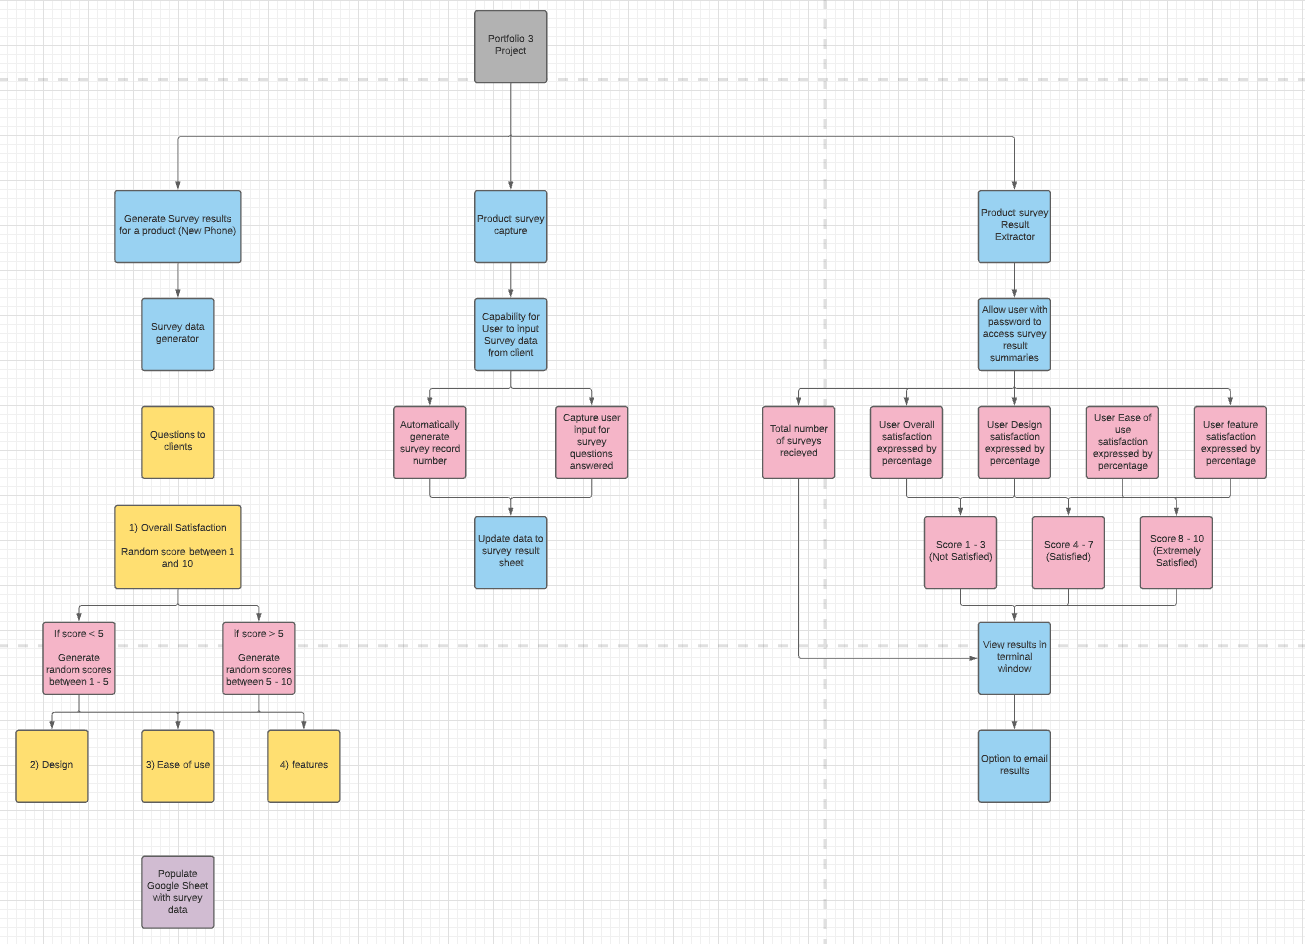 Portfolio 3
Project
Generate Survey results
for a product (New Phone)
Product survey
capture
Product survey
Result
Extractor
Survey data
generator
Capability for
User to input
Survey data
from client
Allow user with
password to
access survey
result
summaries
Questions to
clients
Automatically
generate
survey record
number
Capture user
input for
survey
questions
answered
Total number
of surveys
recieved
User Overall
satisfaction
expressed by
percentage
User Design
satisfaction
expressed by
percentage
User Ease of
use
satisfaction
expressed by
percentage
User feature
satisfaction
expressed by
percentage
1) Overall Satisfaction
Random score between 1
and 10
Update data to
survey result
sheet
Score 1 - 3
(Not Satisfied)
Score 4 - 7
(Satisfied)
Score 8 - 10
(Extremely
Satisfied)
If score < 5
Generate
random scores
between 1 - 5
if score > 5
Generate
random scores
between 5 - 10
View results in
terminal
window
2) Design
3) Ease of use
4) features
Option to email
results
Populate
Google Sheet
with survey
data